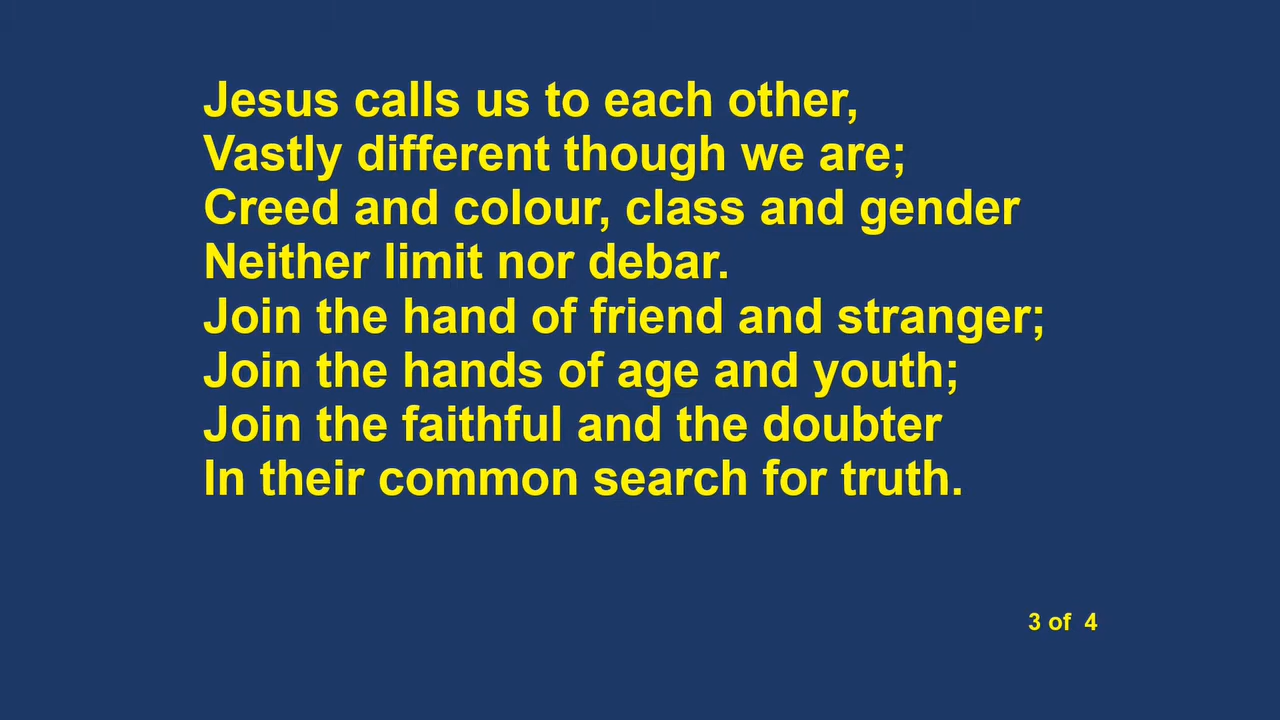 Jesus calls us to each other,
Vastly different though we are;
Creed and colour, class and gender
Neither limit nor debar.
Join the hand of friend and stranger;
Join the hands of age and youth;
Join the faithful and the doubter
In their common search for truth.
3 of 4